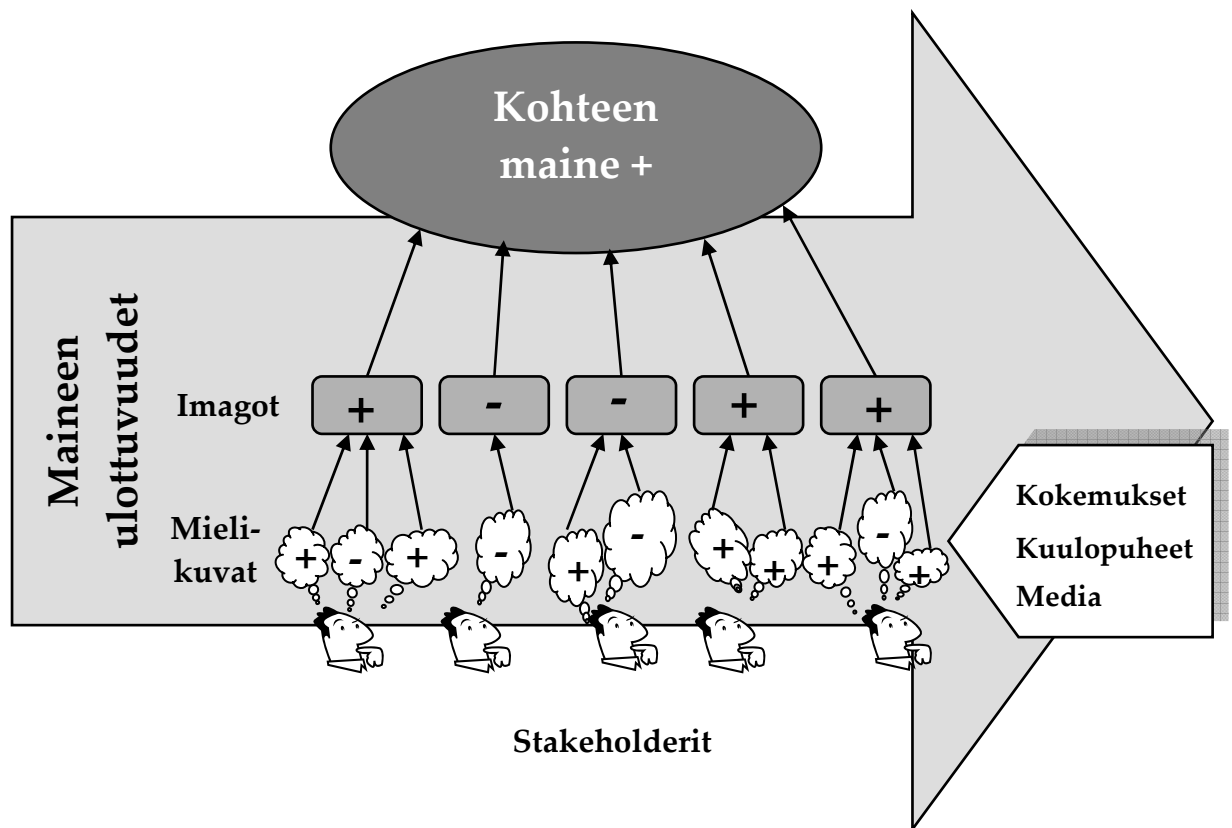 Kohteen
maine +
Maineen
ulottuvuudet
Imagot
+ - - + +
Mieli-
kuvat
+ - + - + - + + + - +
Kokemukset
Kuulopuheet
Media
Stakeholderit